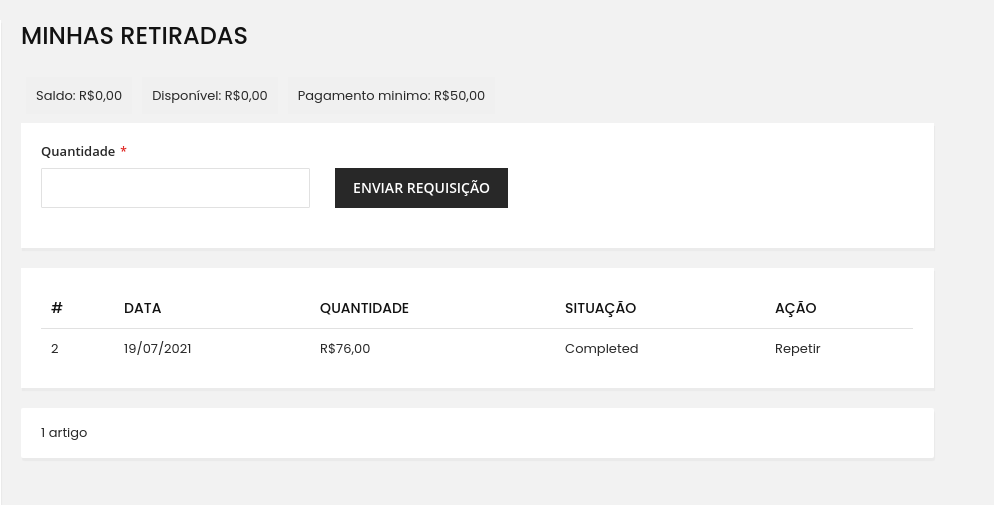 MINHAS RETIRADAS
Saldo: R$0,00 Disponível: R$0,00 Pagamento minimo: R$50,00
Quantidade *
ENVIAR REQUISIÇÃO
# DATA QUANTIDADE SITUAÇÃO AÇÃO
2 19/07/2021 R$76,00 Completed Repetir
1 artigo